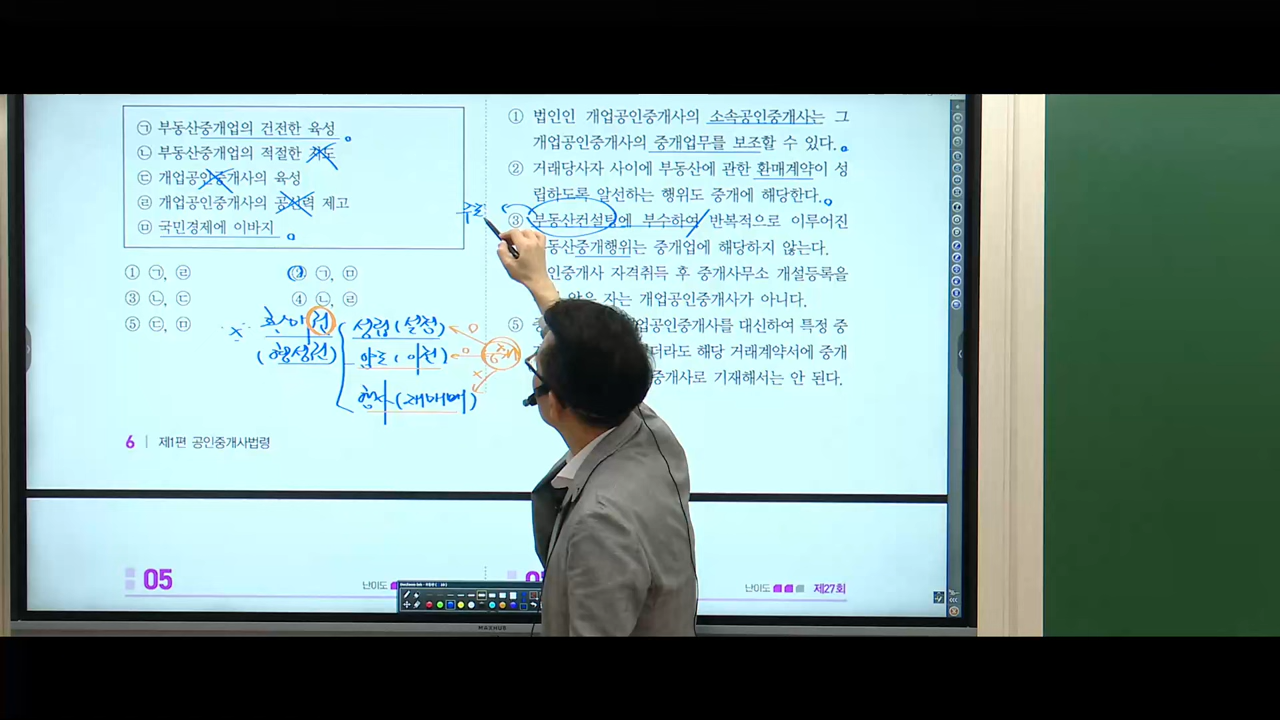 ㉠ 부동산중개업의 건전한 육성
㉡ 부동산중개업의 적절한 지도
㉢ 개업공인중개사의 육성
㉣ 개업공인중개사의 공신력 제고
㉤ 국민경제에 이바지
① ㉠, ㉣
② ㉠, ㉤
③ ㉡, ㉢
④ ㉡, ㉣
⑤ ㉢, ㉤
환매권
(형성권)
성립(설정)
양도(이전)
행사(재매매)
중개
6 | 제1편 공인중개사법령
① 법인인 개업공인중개사의 소속공인중개사는 그
개업공인중개사의 중개업무를 보조할 수 있다.
② 거래당사자 사이에 부동산에 관한 환매계약이 성
립하도록 알선하는 행위도 중개에 해당한다.
주로
③ 부동산컨설팅에 부수하여 반복적으로 이루어진
동산중개행위는 중개업에 해당하지 않는다.
인중개사 자격취득 후 중개사무소 개설등록을
않은 자는 개업공인중개사가 아니다.
⑤
업공인중개사를 대신하여 특정 중
더라도 해당 거래계약서에 중개
중개사로 기재해서는 안 된다.
05
난이도
난이도 제27회
MAXHUB